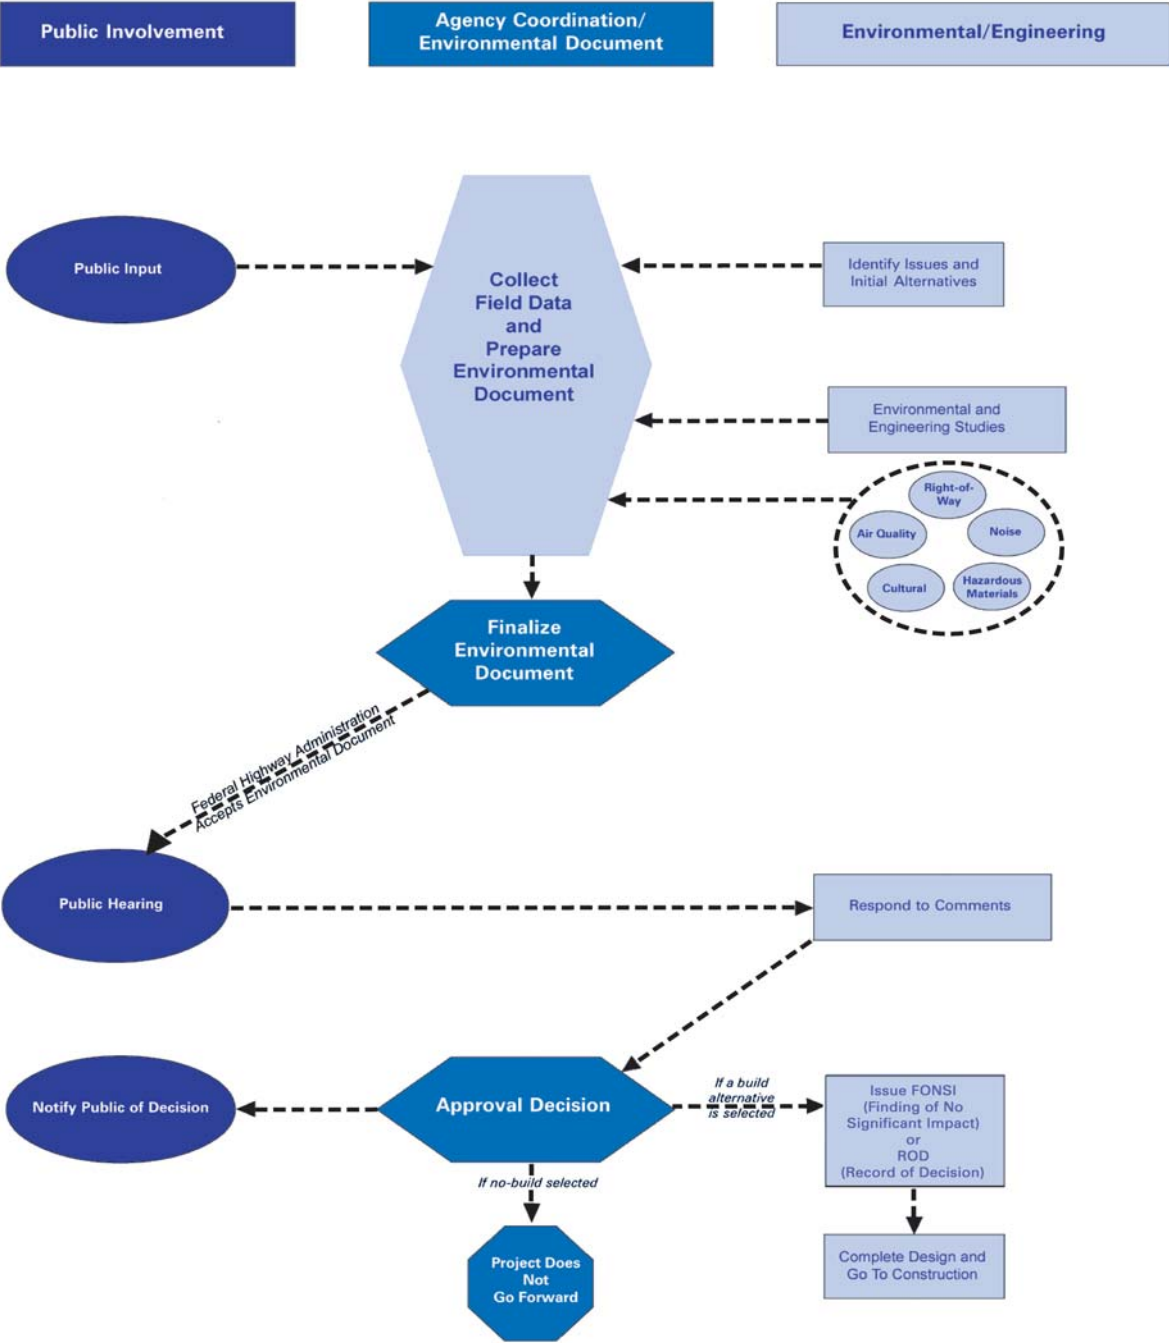 Public Involvement
Agency Coordination/
Environmental Document
Environmental/Engineering
Public Input
Collect
Field Data
and
Prepare
Environmental
Document
Identify Issues and
Initial Alternatives
Environmental and
Engineering Studies
Right-of-
Way
Air Quality
Noise
Cultural
Hazardous
Materials
Finalize
Environmental
Document
Federal Highway Administration
Accepts Environmental Document
Public Hearing
Respond to Comments
Notify Public of Decision
Approval Decision
If a build
alternative
is selected
Issue FONSI
(Finding of No
Significant Impact)
or
ROD
(Record of Decision)
If no-build selected
Project Does
Not
Go Forward
Complete Design and
Go To Construction